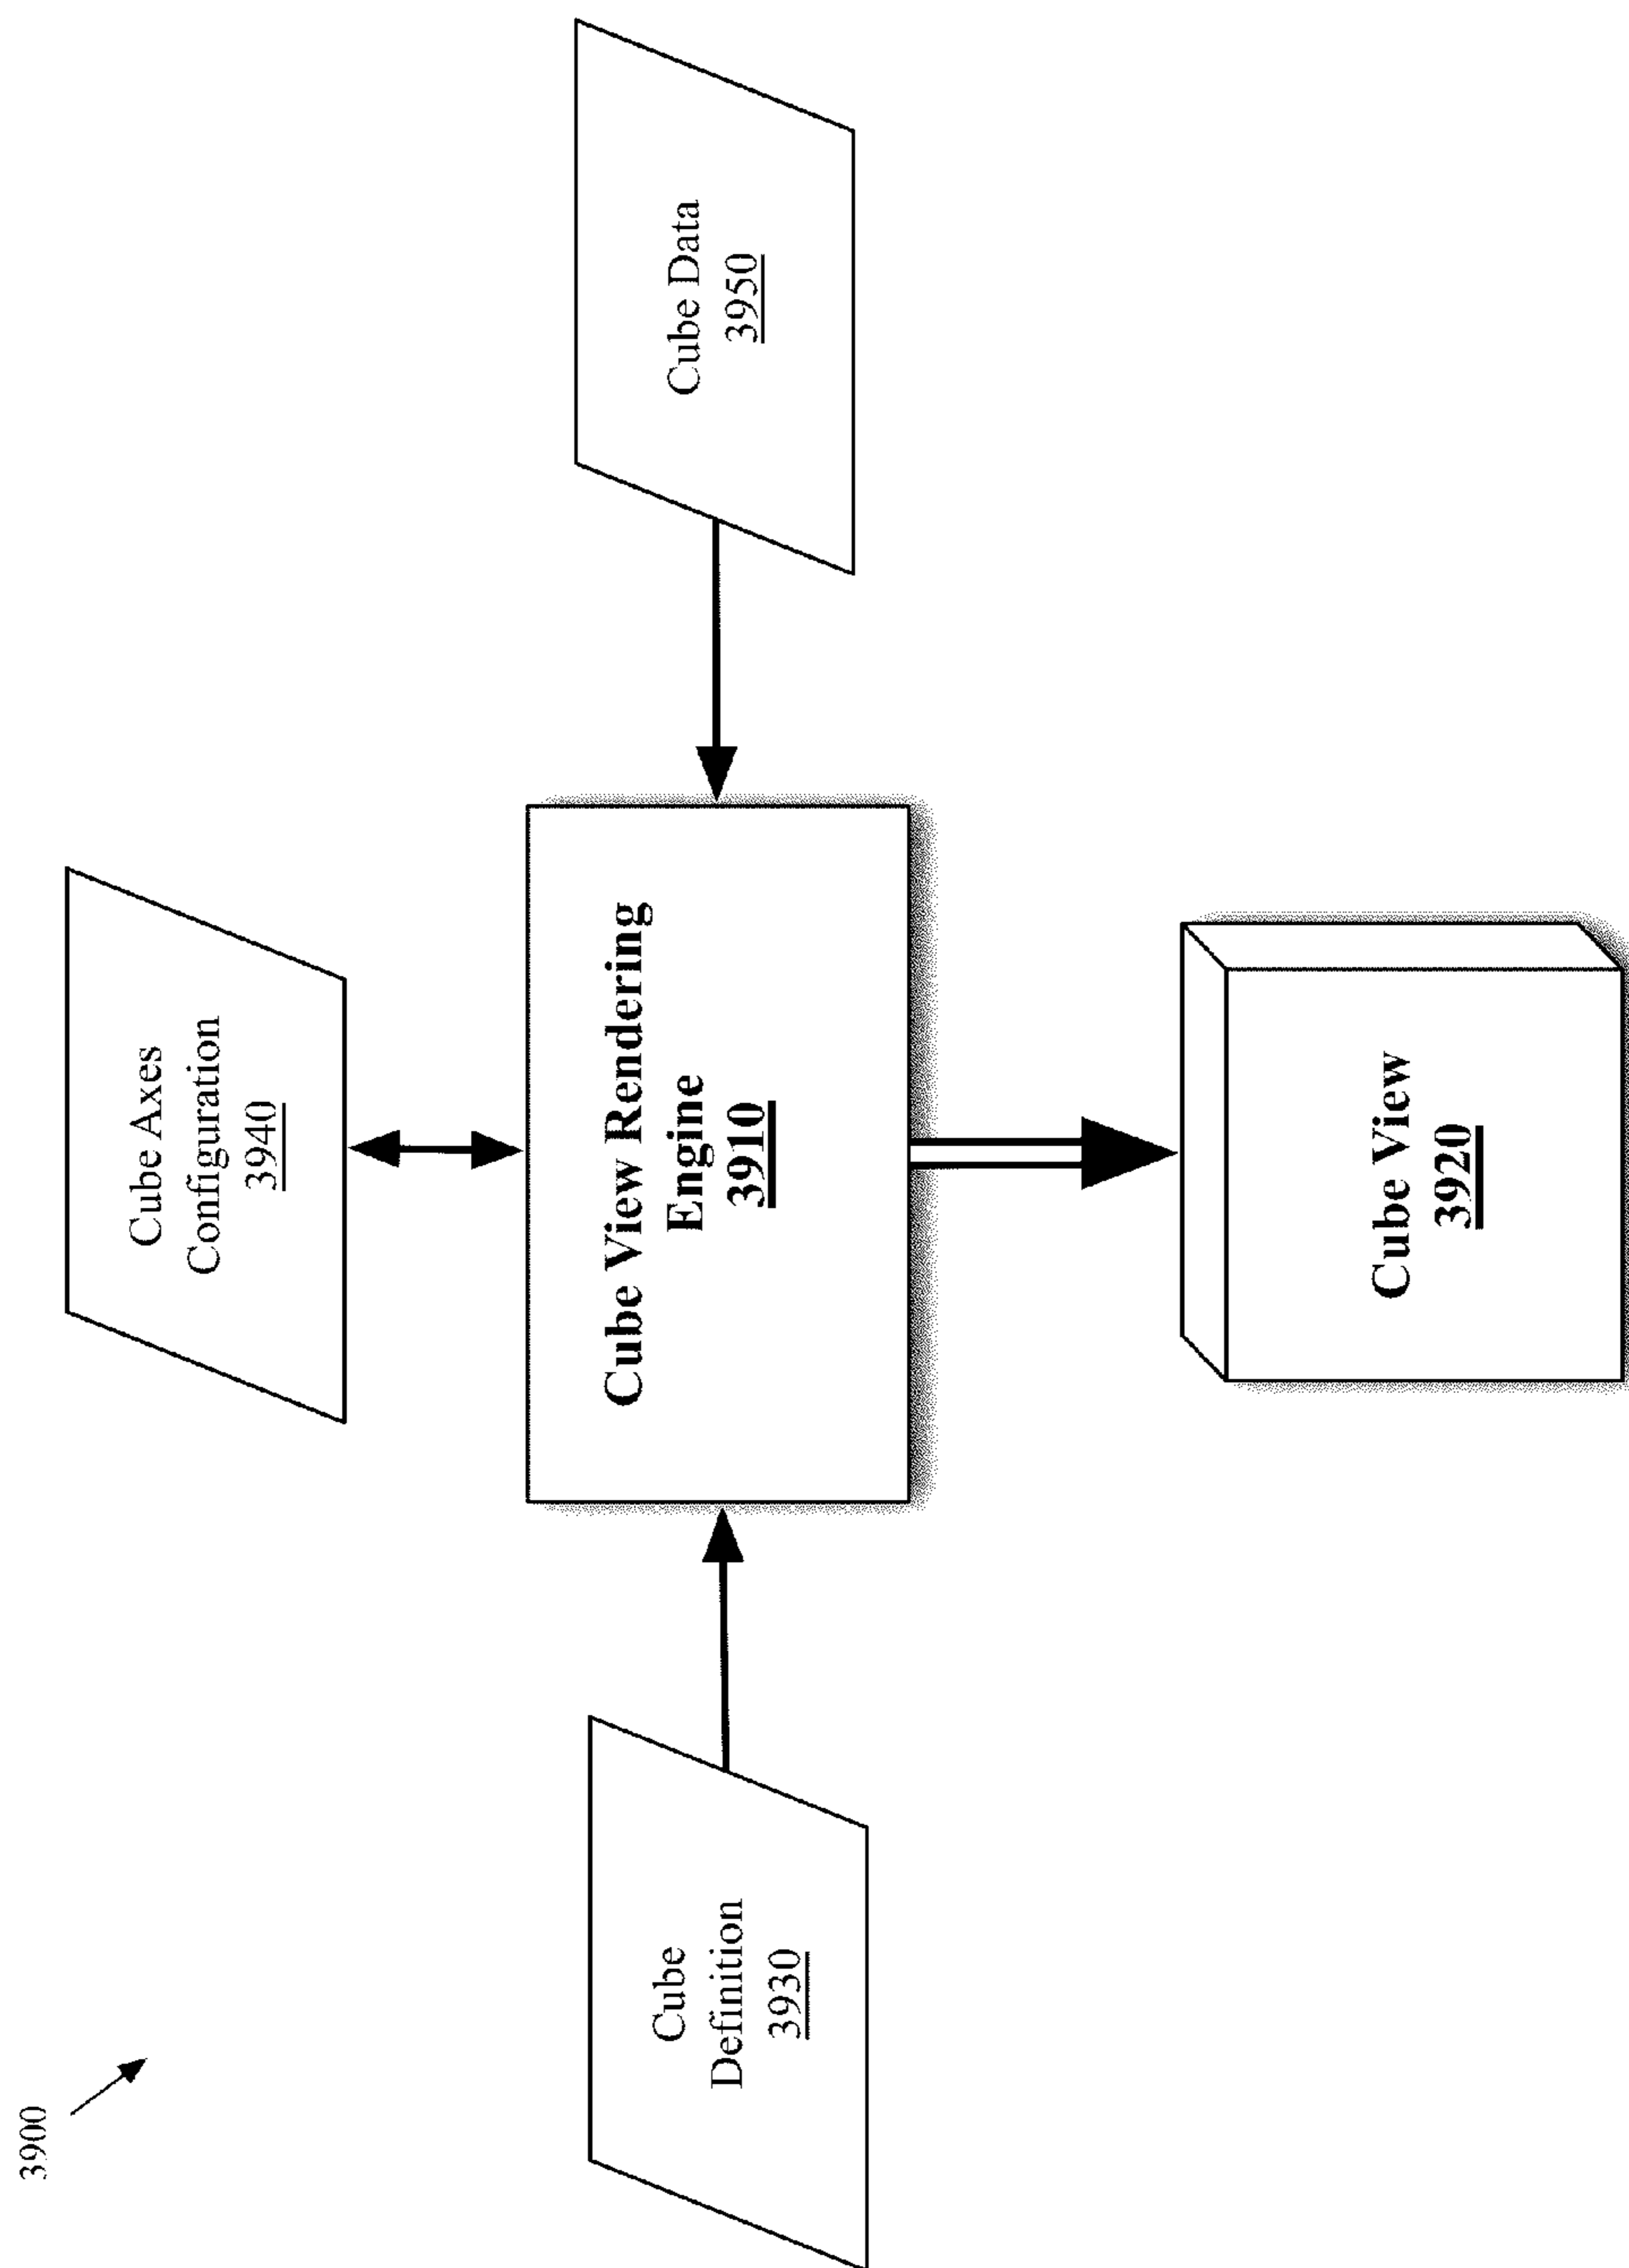 3900
Cube Axes
Configuration
3940
Cube
Definition
3930
Cube View Rendering
Engine
3910
Cube Data
3950
Cube View
3920